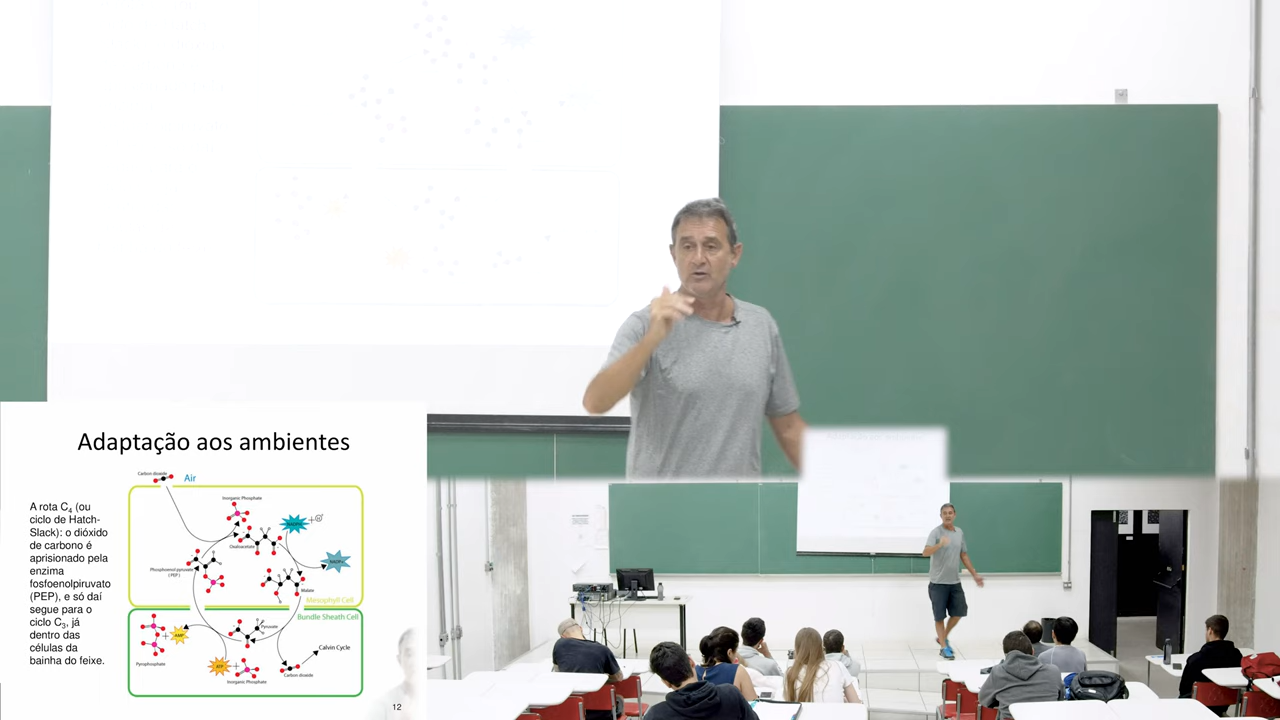 Adaptação aos ambientes
A rota C₄ (ou
ciclo de Hatch-
Slack): o dióxido
de carbono é
aprisionado pela
enzima
fosfoenolpiruvato
(PEP), e só daí
segue para o
ciclo C₃, já
dentro das
células da
bainha do feixe.
Carbon dioxide
Air
Inorganic Phosphate
Oxaloacetate
Phosphoenol pyruvate
(PEP)
Malate
Mesophyll Cell
Bundle Sheath Cell
Pyruvate
AMP
Calvin Cycle
Pyrophosphate
ATP
Inorganic Phosphate
Carbon dioxide
12